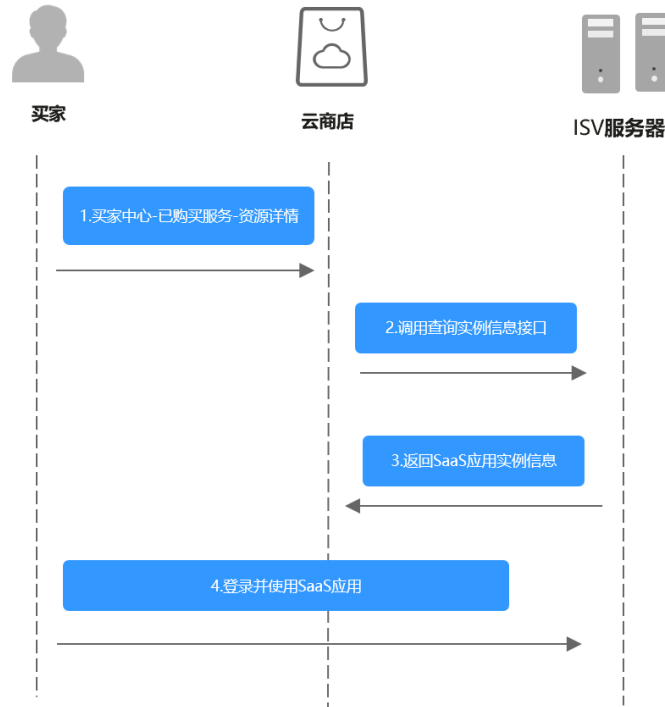 买家
云商店
ISV服务器
1.买家中心-已购买服务-资源详情
2.调用查询实例信息接口
3.返回SaaS应用实例信息
4.登录并使用SaaS应用